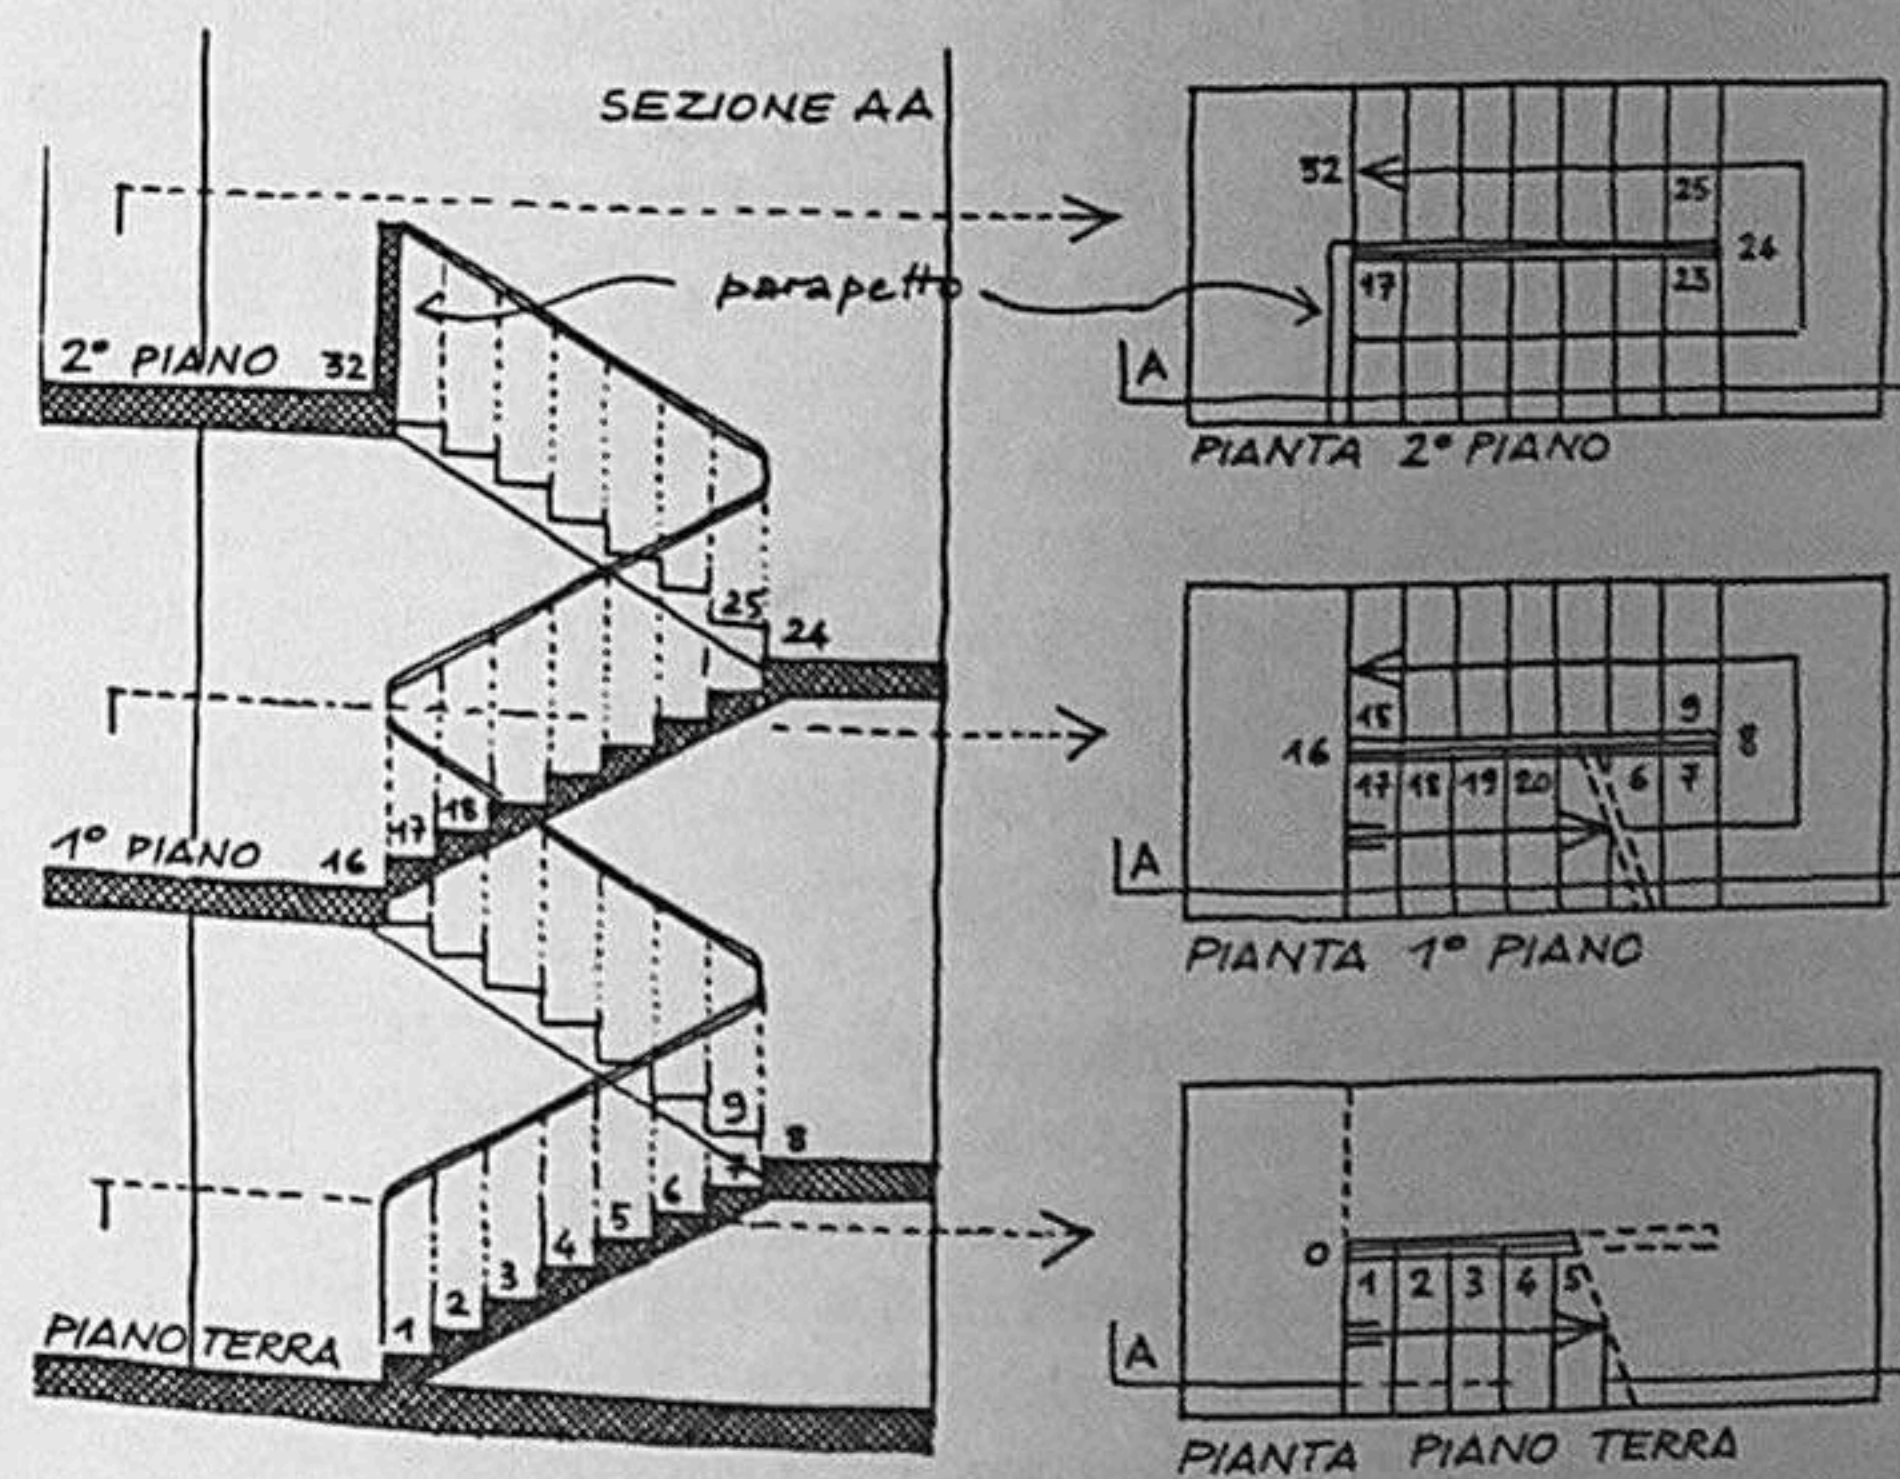 SEZIONE AA
parapetto
2° PIANO 32
25
24
18
17
1° PIANO 16
9
8
7
6
5
4
3
2
1
PIANO TERRA
32
25
24
17
23
A
PIANTA 2° PIANO
15
9
16
8
17 18 19 20 6 7
A
PIANTA 1° PIANO
0
1 2 3 4 5
A
PIANTA PIANO TERRA